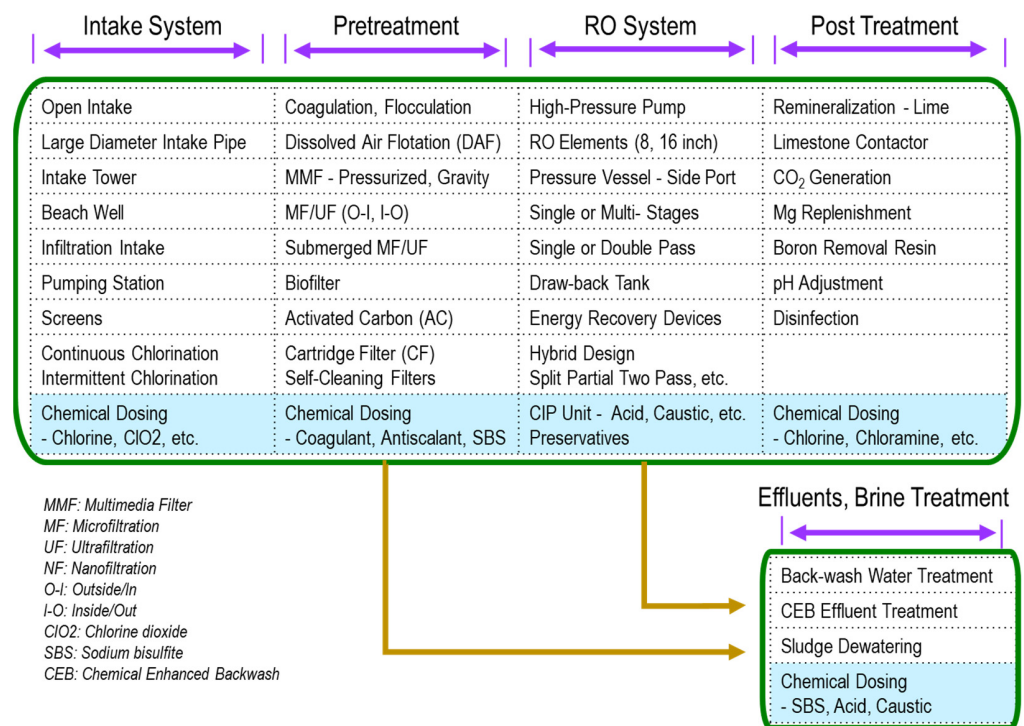 Intake System
Pretreatment
RO System
Post Treatment
Open Intake
Coagulation, Flocculation
High-Pressure Pump
Remineralization - Lime
Large Diameter Intake Pipe
Dissolved Air Flotation (DAF)
RO Elements (8, 16 inch)
Limestone Contactor
Intake Tower
MMF - Pressurized, Gravity
Pressure Vessel - Side Port
CO₂ Generation
Beach Well
MF/UF (O-I, I-O)
Single or Multi- Stages
Mg Replenishment
Infiltration Intake
Submerged MF/UF
Single or Double Pass
Boron Removal Resin
Pumping Station
Biofilter
Draw-back Tank
pH Adjustment
Screens
Activated Carbon (AC)
Energy Recovery Devices
Disinfection
Continuous Chlorination
Intermittent Chlorination
Cartridge Filter (CF)
Self-Cleaning Filters
Hybrid Design
Split Partial Two Pass, etc.
Chemical Dosing
- Chlorine, ClO2, etc.
Chemical Dosing
- Coagulant, Antiscalant, SBS
CIP Unit - Acid, Caustic, etc.
Preservatives
Chemical Dosing
- Chlorine, Chloramine, etc.
MMF: Multimedia Filter
MF: Microfiltration
UF: Ultrafiltration
NF: Nanofiltration
O-I: Outside/In
I-O: Inside/Out
ClO2: Chlorine dioxide
SBS: Sodium bisulfite
CEB: Chemical Enhanced Backwash
Effluents, Brine Treatment
Back-wash Water Treatment
CEB Effluent Treatment
Sludge Dewatering
Chemical Dosing
- SBS, Acid, Caustic